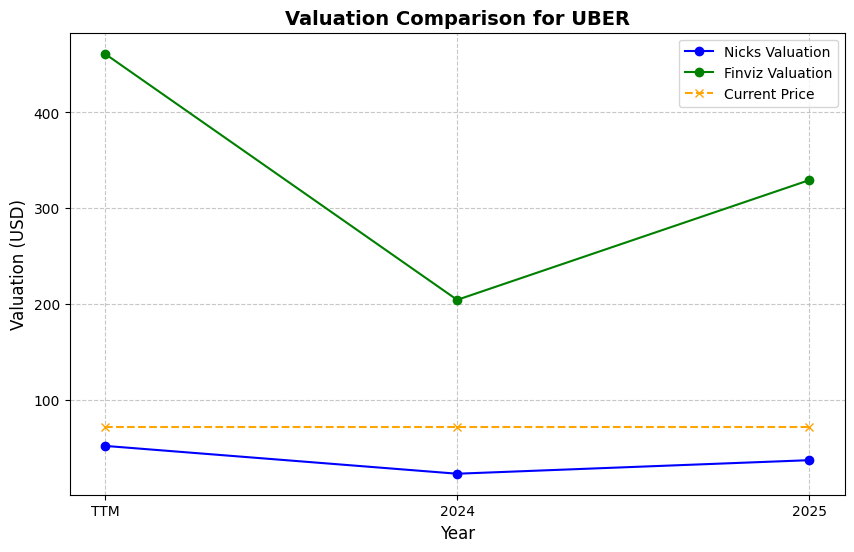 Valuation Comparison for UBER
Nicks Valuation
Finviz Valuation
Current Price
Valuation (USD)
400
300
200
100
TTM
2024
2025
Year